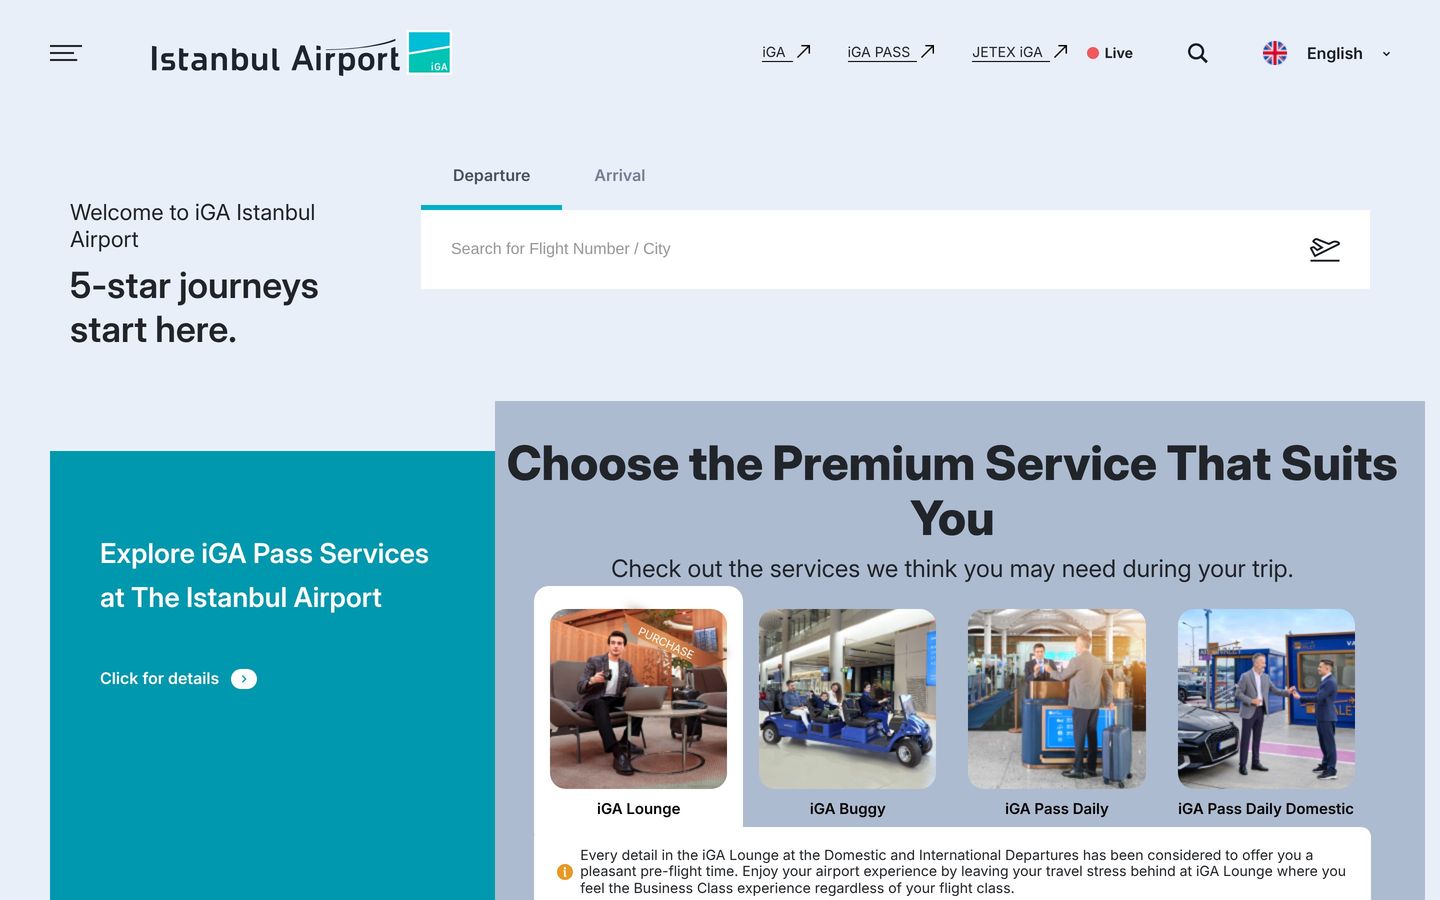 Istanbul Airport
iGA
iGA
iGA PASS
JETEX iGA
Live
English
Departure
Arrival
Welcome to iGA Istanbul
Airport
5-star journeys
start here.
Search for Flight Number / City
Choose the Premium Service That Suits
You
Check out the services we think you may need during your trip.
Explore iGA Pass Services
at The Istanbul Airport
Click for details
PURCHASE
iGA Lounge
iGA Buggy
iGA Pass Daily
iGA Pass Daily Domestic
Every detail in the iGA Lounge at the Domestic and International Departures has been considered to offer you a
pleasant pre-flight time. Enjoy your airport experience by leaving your travel stress behind at iGA Lounge where you
feel the Business Class experience regardless of your flight class.